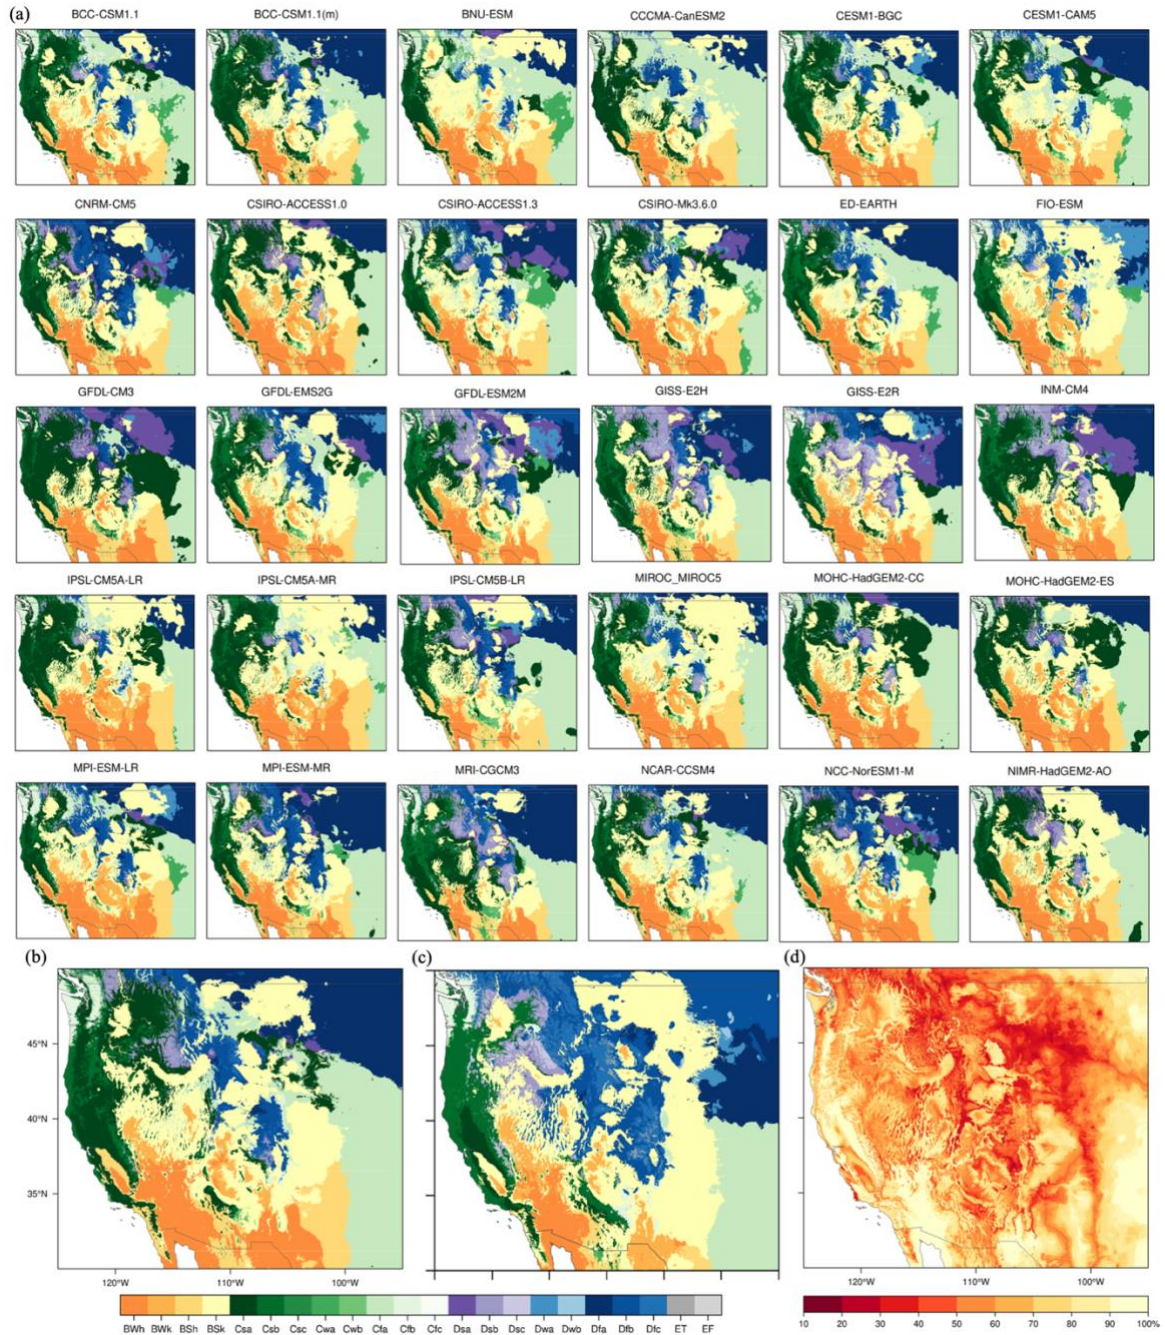 (a)
BCC-CSM1.1 BCC-CSM1.1(m) BNU-ESM CCCMA-CanESM2 CESM1-BGC CESM1-CAM5
CNRM-CM5 CSIRO-ACCESS1.0 CSIRO-ACCESS1.3 CSIRO-Mk3.6.0 ED-EARTH FIO-ESM
GFDL-CM3 GFDL-EMS2G GFDL-ESM2M GISS-E2H GISS-E2R INM-CM4
IPSL-CM5A-LR IPSL-CM5A-MR IPSL-CM5B-LR MIROC_MIROC5 MOHC-HadGEM2-CC MOHC-HadGEM2-ES
MPI-ESM-LR MPI-ESM-MR MRI-CGCM3 NCAR-CCSM4 NCC-NorESM1-M NIMR-HadGEM2-AO
(b) (c) (d)
45°N
40°N
35°N
120°W 110°W 100°W 120°W 110°W 100°W
BWh BWk BSh BSk Csa Csb Csc Cwa Cwb Cfa Cfb Cfc Dsa Dsb Dsc Dwa Dwb Dfa Dfb Dfc ET EF
10 20 30 40 50 60 70 80 90 100%